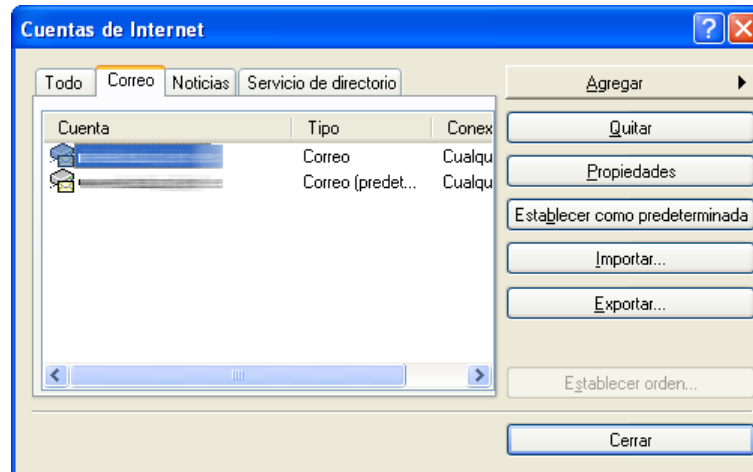 Cuentas de Internet
Todo Correo Noticias Servicio de directorio
Cuenta Tipo Conex
Correo Cualqu
Correo (predet... Cualqu
Agregar
Quitar
Propiedades
Establecer como predeterminada
Importar...
Exportar...
Establecer orden...
Cerrar